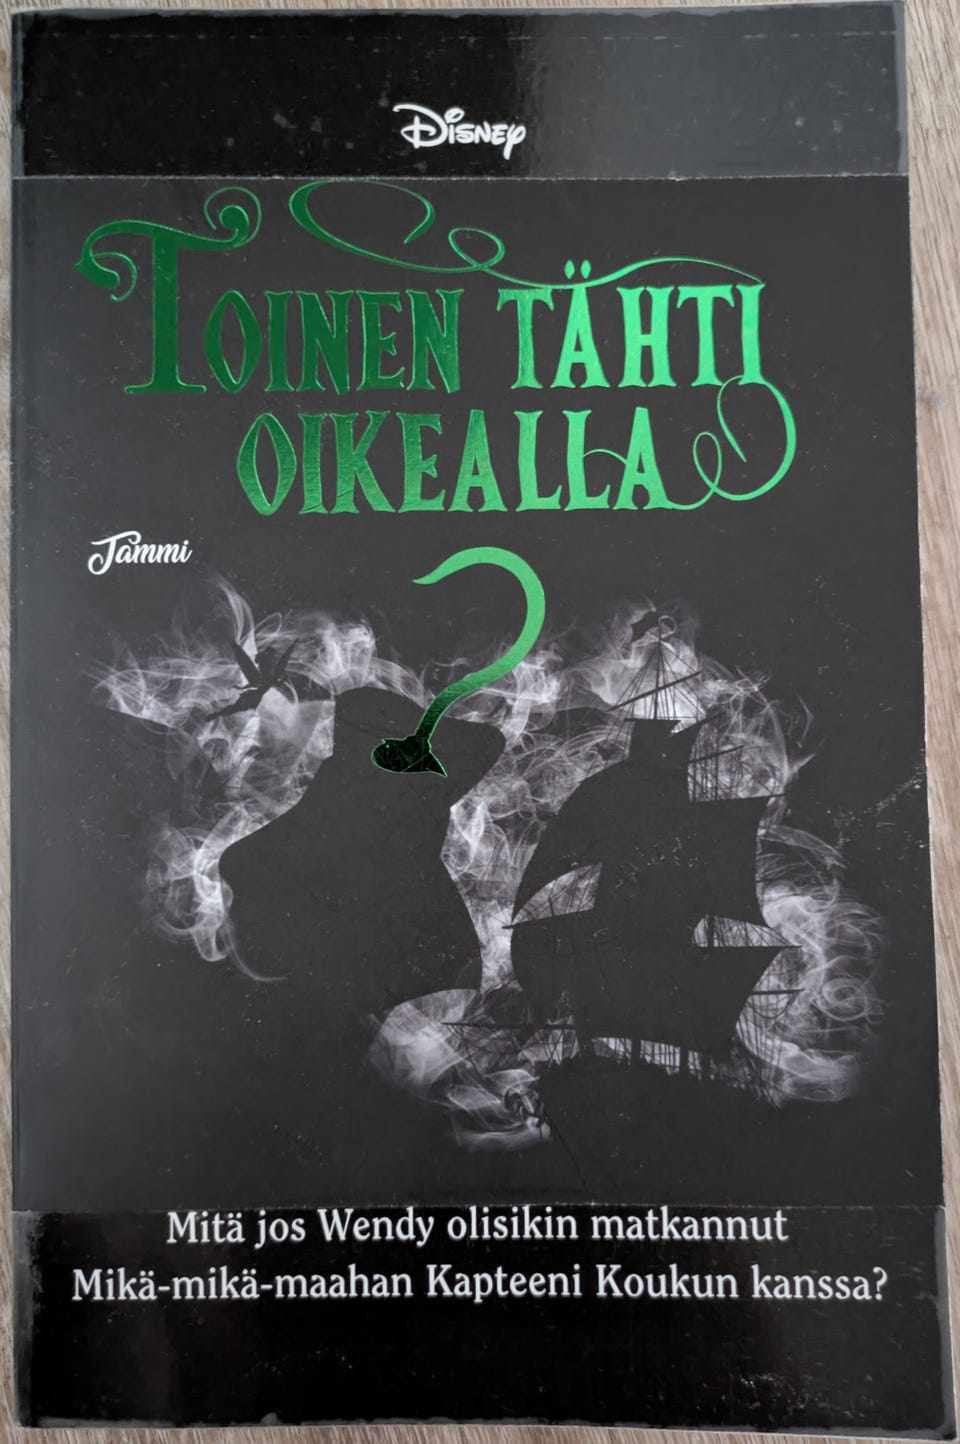 Disney
TOINEN TÄHTI
OIKEALLA
Tammi
Mitä jos Wendy olisikin matkannut
Mikä-mikä-maahan Kapteeni Koukun kanssa?